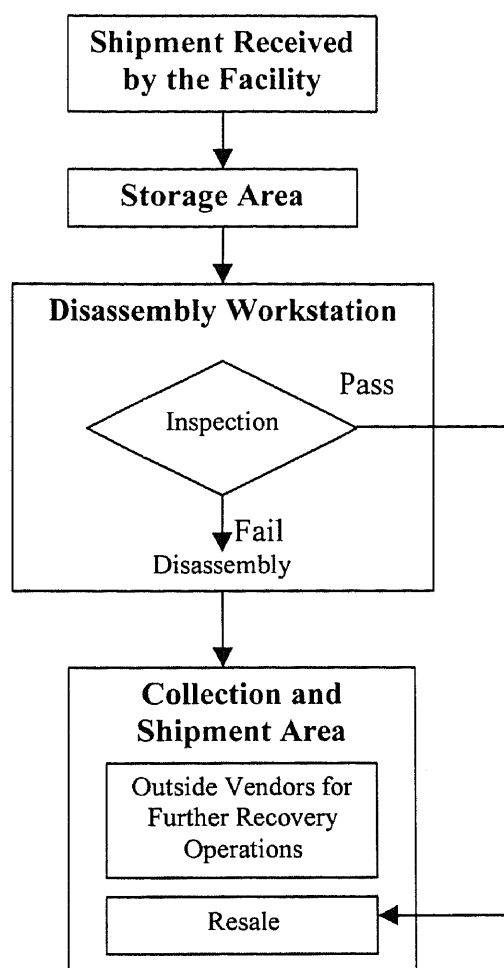 Shipment Received
by the Facility
Storage Area
Disassembly Workstation
Pass
Inspection
Fail
Disassembly
Collection and
Shipment Area
Outside Vendors for
Further Recovery
Operations
Resale